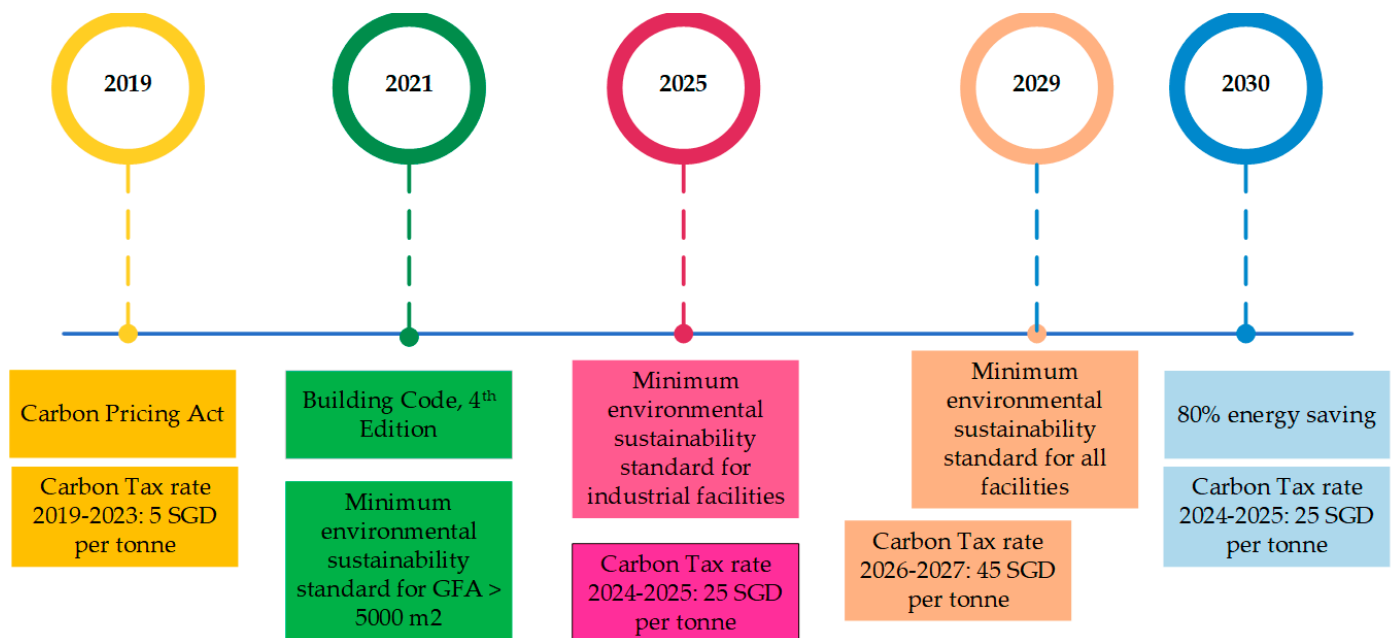 2019
2021
2025
2029
2030
Carbon Pricing Act
Carbon Tax rate
2019-2023: 5 SGD
per tonne
Building Code, 4th
Edition
Minimum
environmental
sustainability
standard for GFA >
5000 m2
Minimum
environmental
sustainability
standard for
industrial facilities
Carbon Tax rate
2024-2025: 25 SGD
per tonne
Minimum
environmental
sustainability
standard for all
facilities
Carbon Tax rate
2026-2027: 45 SGD
per tonne
80% energy saving
Carbon Tax rate
2024-2025: 25 SGD
per tonne